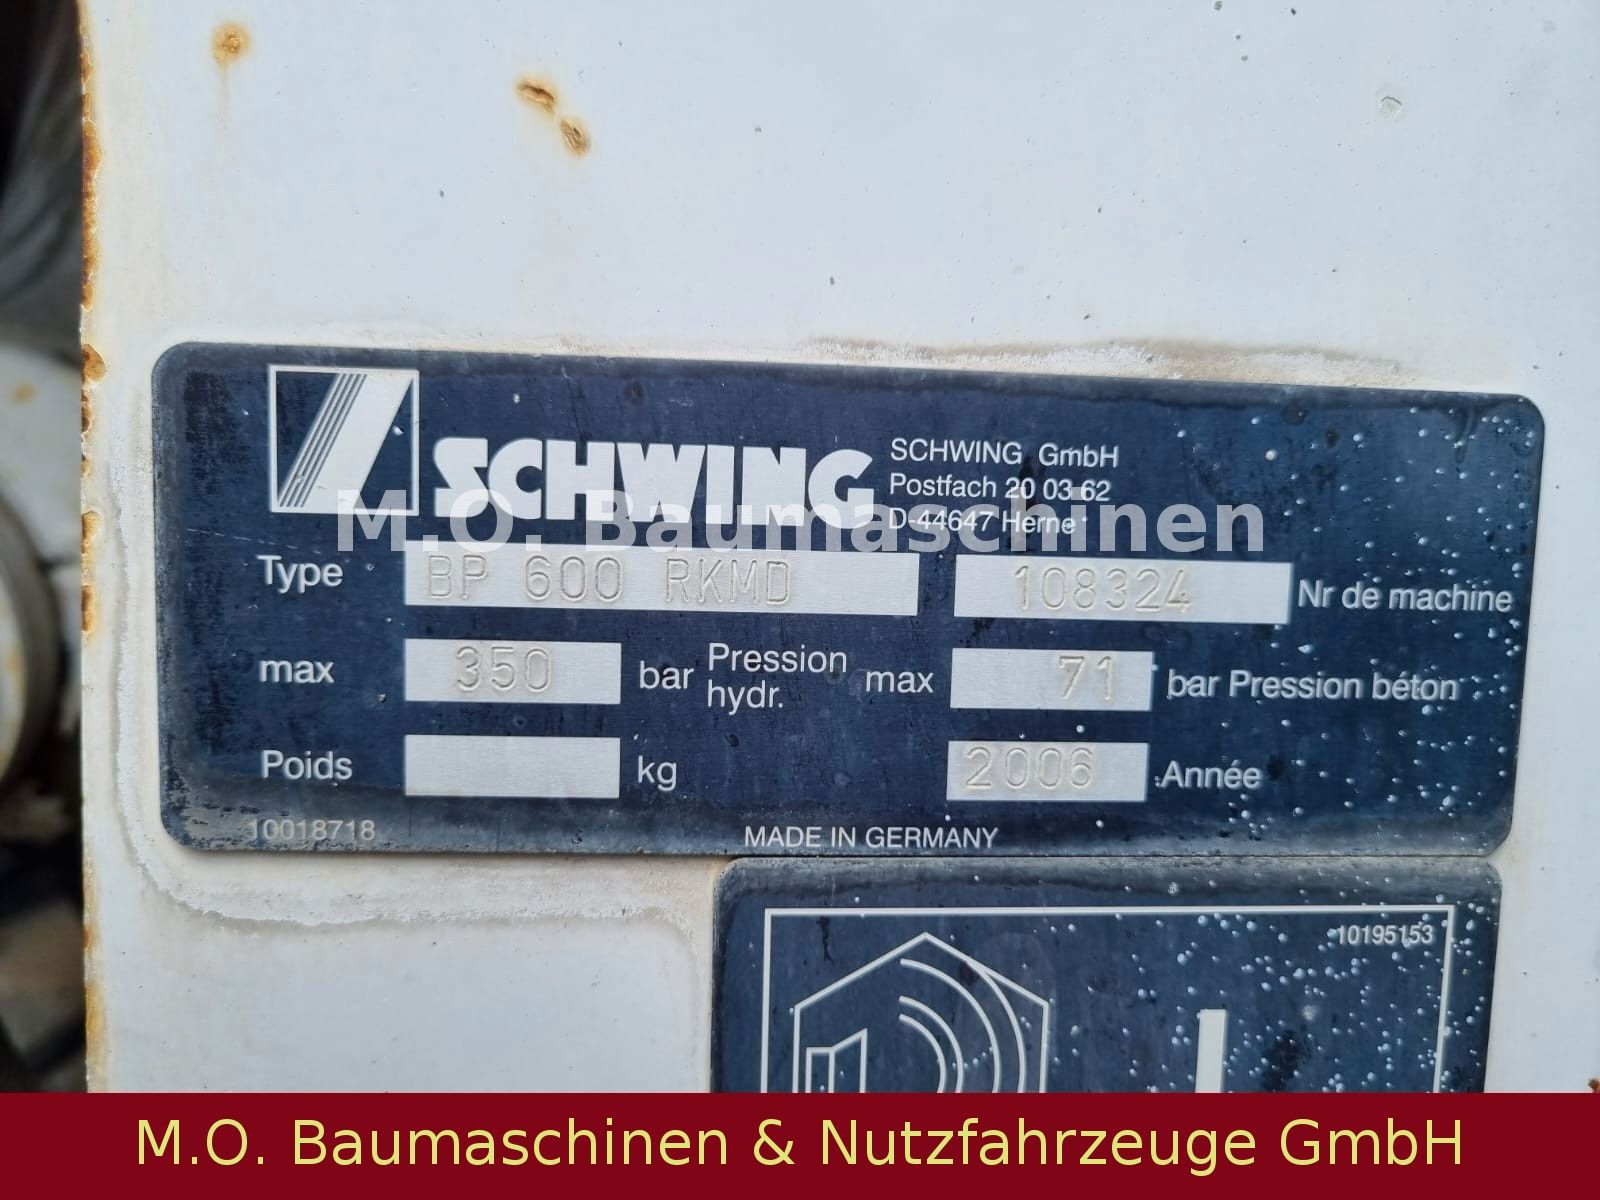 SCHWING
SCHWING GmbH
Postfach 20 03 62
D-44647 Herne
M.O. Baumaschinen
Type BP 600 RKMD 108324 Nr de machine
max 350 bar Pression hydr. max 71 bar Pression béton
Poids kg 2006 Année
10018718 MADE IN GERMANY
10195153
M.O. Baumaschinen & Nutzfahrzeuge GmbH